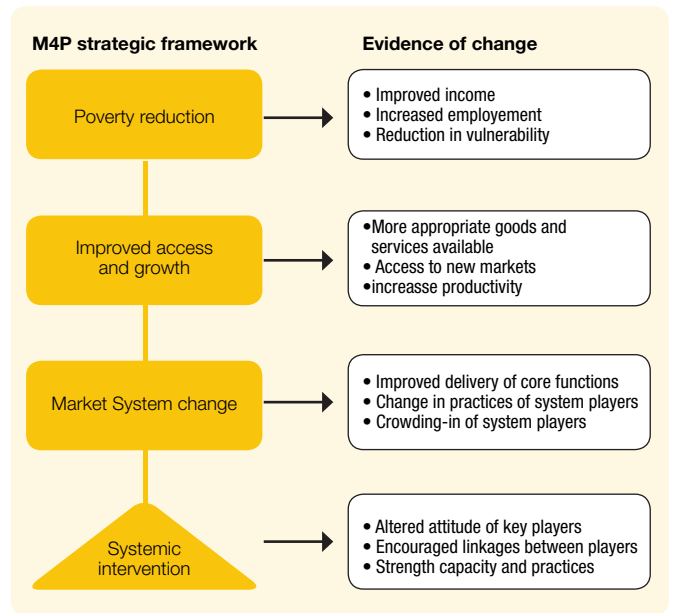 M4P strategic framework
Evidence of change
Poverty reduction
• Improved income
• Increased employement
• Reduction in vulnerability
Improved access
and growth
•More appropriate goods and
services available
• Access to new markets
•increasse productivity
Market System change
• Improved delivery of core functions
• Change in practices of system players
• Crowding-in of system players
Systemic
intervention
• Altered attitude of key players
• Encouraged linkages between players
• Strength capacity and practices